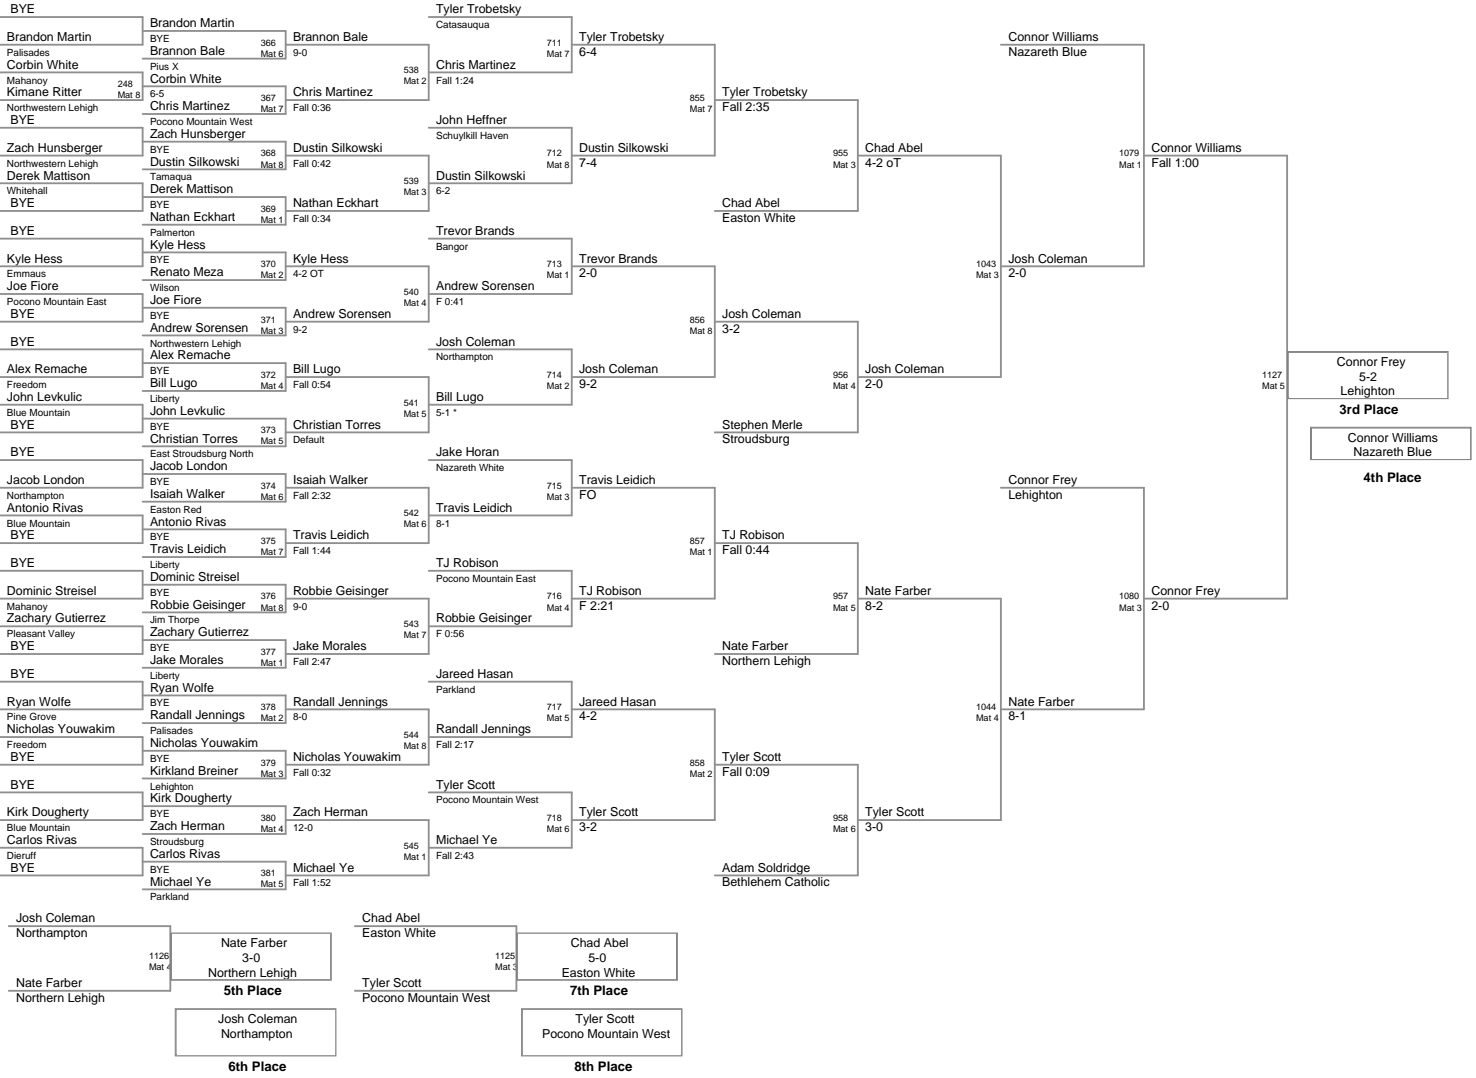 BYE
Brandon Martin
Palisades
Corbin White
Mahanoy
Kimane Ritter
Northwestern Lehigh
BYE
Zach Hunsberger
Northwestern Lehigh
Derek Mattison
Whitehall
BYE
BYE
Kyle Hess
Emmaus
Joe Fiore
Pocono Mountain East
BYE
BYE
Alex Remache
Freedom
John Levkulic
Blue Mountain
BYE
BYE
Jacob London
Northampton
Antonio Rivas
Blue Mountain
BYE
BYE
Dominic Streisel
Mahanoy
Zachary Gutierrez
Pleasant Valley
BYE
BYE
Ryan Wolfe
Pine Grove
Nicholas Youwakim
Freedom
BYE
BYE
Kirk Dougherty
Blue Mountain
Carlos Rivas
Dieruff
BYE
248
Mat 8
Brandon Martin
BYE
Brannon Bale
Pius X
Corbin White
6-5
Chris Martinez
Pocono Mountain West
Zach Hunsberger
BYE
Dustin Silkowski
Tamaqua
Derek Mattison
BYE
Nathan Eckhart
Palmerton
Kyle Hess
BYE
Renato Meza
Wilson
Joe Fiore
BYE
Andrew Sorensen
Northwestern Lehigh
Alex Remache
BYE
Bill Lugo
Liberty
John Levkulic
BYE
Christian Torres
East Stroudsburg North
Jacob London
BYE
Isaiah Walker
Easton Red
Antonio Rivas
BYE
Travis Leidich
Liberty
Dominic Streisel
BYE
Robbie Geisinger
Jim Thorpe
Zachary Gutierrez
BYE
Jake Morales
Liberty
Ryan Wolfe
BYE
Randall Jennings
Palisades
Nicholas Youwakim
BYE
Kirkland Breiner
Lehighton
Kirk Dougherty
BYE
Zach Herman
Stroudsburg
Carlos Rivas
BYE
Michael Ye
Parkland
366
Mat 6
367
Mat 7
368
Mat 8
369
Mat 1
370
Mat 2
371
Mat 3
372
Mat 4
373
Mat 5
374
Mat 6
375
Mat 7
376
Mat 8
377
Mat 1
378
Mat 2
379
Mat 3
380
Mat 4
381
Mat 5
Brannon Bale
9-0
Chris Martinez
Fall 0:36
Dustin Silkowski
Fall 0:42
Nathan Eckhart
Fall 0:34
Kyle Hess
4-2 OT
Andrew Sorensen
9-2
Bill Lugo
Fall 0:54
Christian Torres
Default
Isaiah Walker
Fall 2:32
Travis Leidich
Fall 1:44
Robbie Geisinger
9-0
Jake Morales
Fall 2:47
Randall Jennings
8-0
Nicholas Youwakim
Fall 0:32
Zach Herman
12-0
Michael Ye
Fall 1:52
538
Mat 2
539
Mat 3
540
Mat 4
541
Mat 5
542
Mat 6
543
Mat 7
544
Mat 8
545
Mat 1
Tyler Trobetsky
Catasauqua
Chris Martinez
Fall 1:24
John Heffner
Schuylkill Haven
Dustin Silkowski
6-2
Trevor Brands
Bangor
Andrew Sorensen
F 0:41
Josh Coleman
Northampton
Bill Lugo
5-1 *
Jake Horan
Nazareth White
Travis Leidich
8-1
TJ Robison
Pocono Mountain East
Robbie Geisinger
F 0:56
Jareed Hasan
Parkland
Randall Jennings
Fall 2:17
Tyler Scott
Pocono Mountain West
Michael Ye
Fall 2:43
711
Mat 7
712
Mat 8
713
Mat 1
714
Mat 2
715
Mat 3
716
Mat 4
717
Mat 5
718
Mat 6
Tyler Trobetsky
6-4
Dustin Silkowski
7-4
Trevor Brands
2-0
Josh Coleman
9-2
Travis Leidich
FO
TJ Robison
F 2:21
Jareed Hasan
4-2
Tyler Scott
3-2
855
Mat 7
856
Mat 8
857
Mat 1
858
Mat 2
Tyler Trobetsky
Fall 2:35
Chad Abel
Easton White
Josh Coleman
3-2
Stephen Merle
Stroudsburg
TJ Robison
Fall 0:44
Nate Farber
Northern Lehigh
Tyler Scott
Fall 0:09
Adam Soldridge
Bethlehem Catholic
955
Mat 3
956
Mat 4
957
Mat 5
958
Mat 6
Chad Abel
4-2 oT
Josh Coleman
2-0
Nate Farber
8-2
Tyler Scott
3-0
1043
Mat 3
1044
Mat 4
Connor Williams
Nazareth Blue
Josh Coleman
2-0
Connor Frey
Lehighton
Nate Farber
8-1
1079
Mat 1
1080
Mat 3
Connor Williams
Fall 1:00
Connor Frey
2-0
1127
Mat 5
Connor Frey
5-2
Lehighton
3rd Place
Connor Williams
Nazareth Blue
4th Place
Josh Coleman
Northampton
1126
Mat 4
Nate Farber
Northern Lehigh
Nate Farber
3-0
Northern Lehigh
5th Place
Josh Coleman
Northampton
6th Place
Chad Abel
Easton White
1125
Mat 3
Tyler Scott
Pocono Mountain West
Chad Abel
5-0
Easton White
7th Place
Tyler Scott
Pocono Mountain West
8th Place